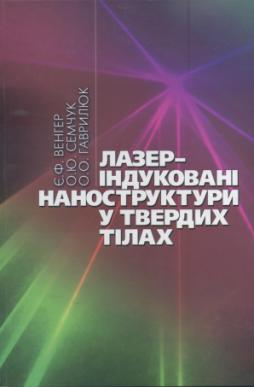 Є.Ф. ВЕНГЕР
О.Ю. СЕМЧУК
О.О. ГАВРИЛЮК
ЛАЗЕР–
ІНДУКОВАНІ
НАНОСТРУКТУРИ
У ТВЕРДИХ
ТІЛАХ